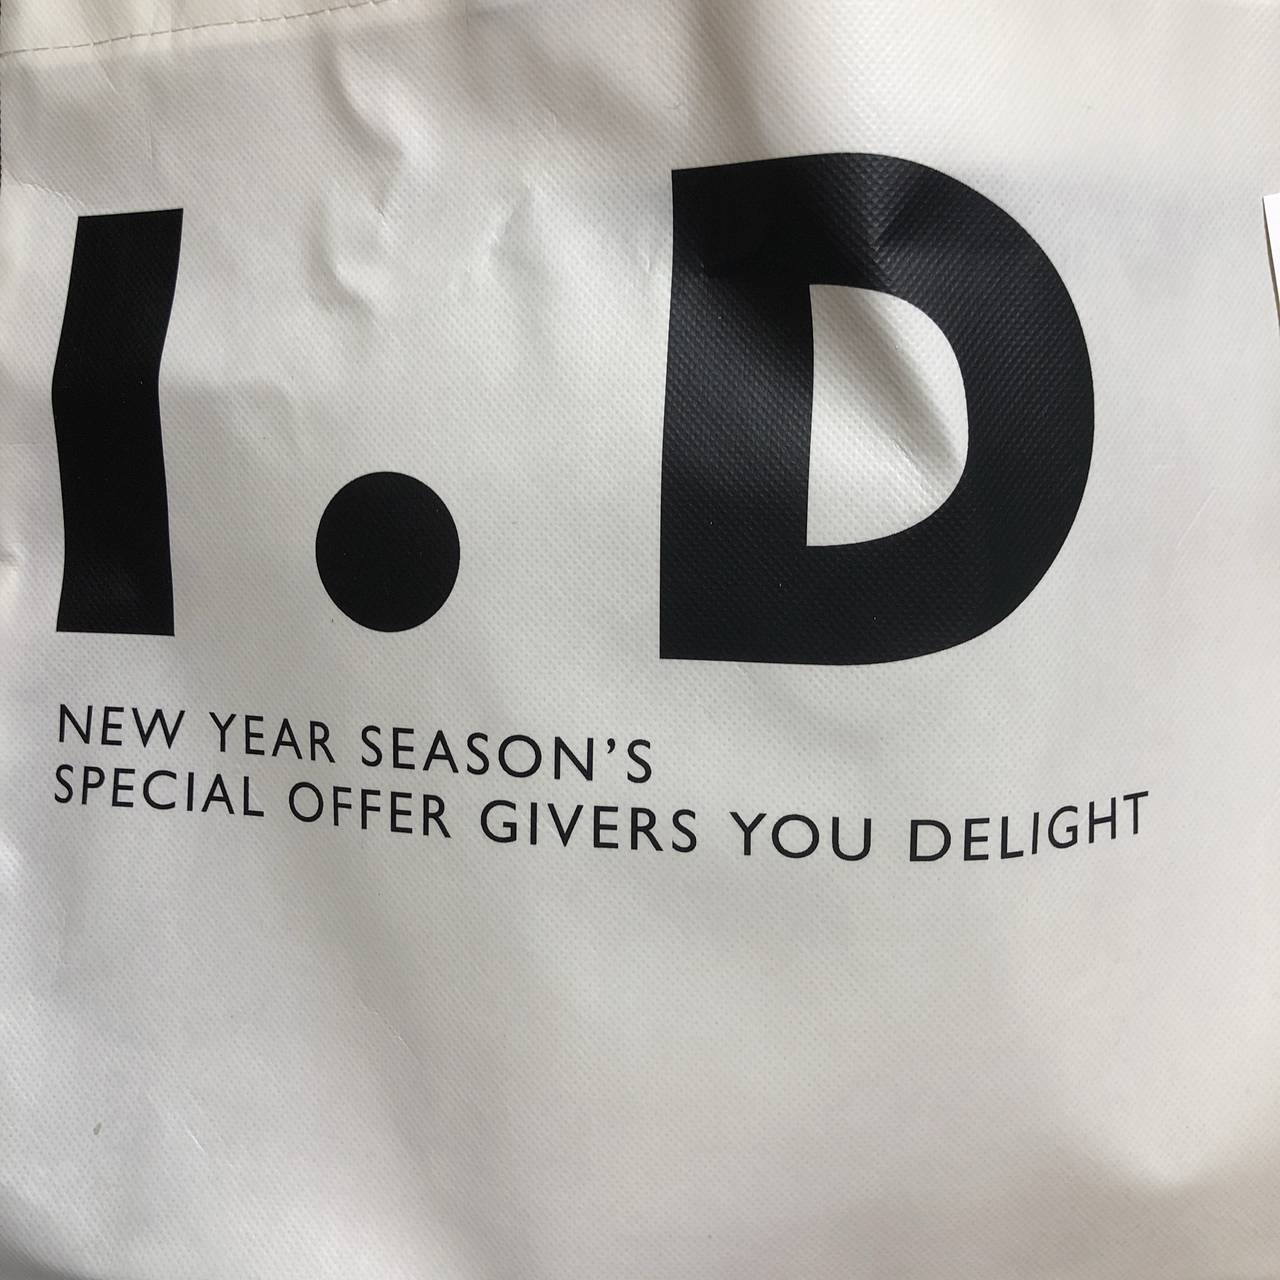 I.D
NEW YEAR SEASON'S
SPECIAL OFFER GIVERS YOU DELIGHT